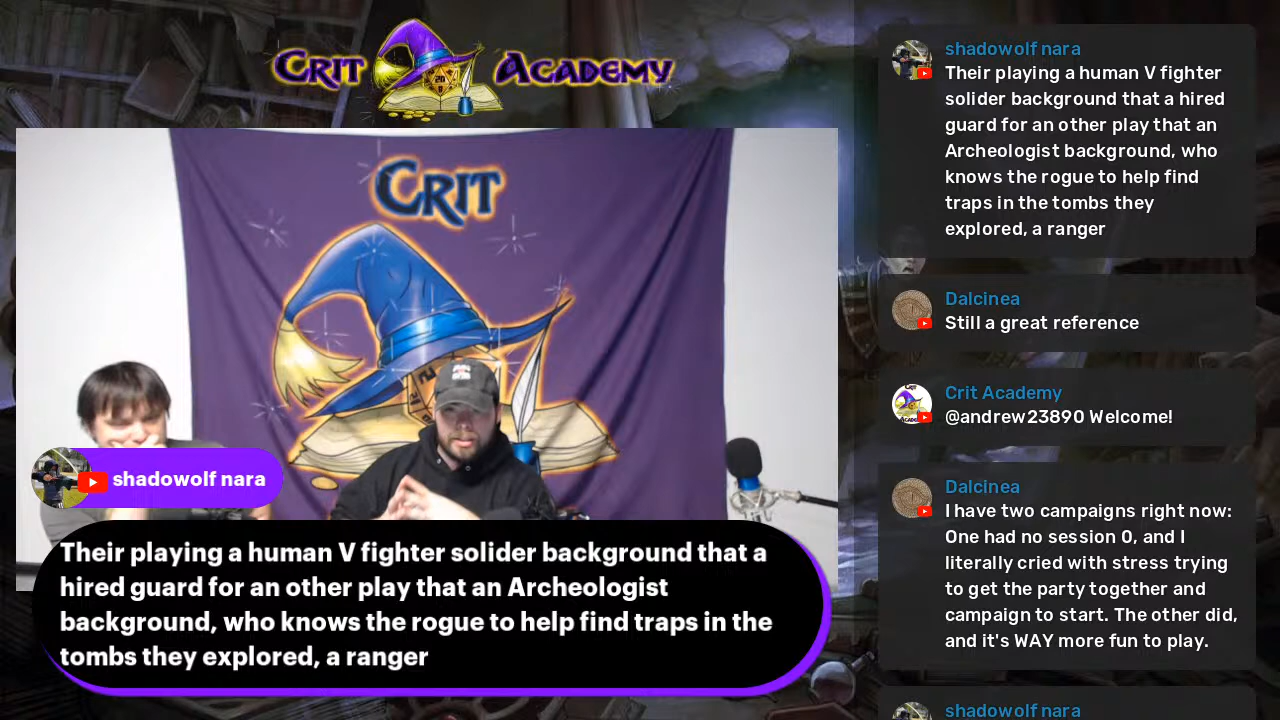 CRIT ACADEMY
CRIT
shadowolf nara
Their playing a human V fighter solider background that a
hired guard for an other play that an Archeologist
background, who knows the rogue to help find traps in the
tombs they explored, a ranger
shadowolf nara
Their playing a human V fighter
solider background that a hired
guard for an other play that an
Archeologist background, who
knows the rogue to help find
traps in the tombs they
explored, a ranger
Dalcinea
Still a great reference
Crit Academy
@andrew23890 Welcome!
Dalcinea
I have two campaigns right now:
One had no session 0, and I
literally cried with stress trying
to get the party together and
campaign to start. The other did,
and it's WAY more fun to play.
shadowolf nara